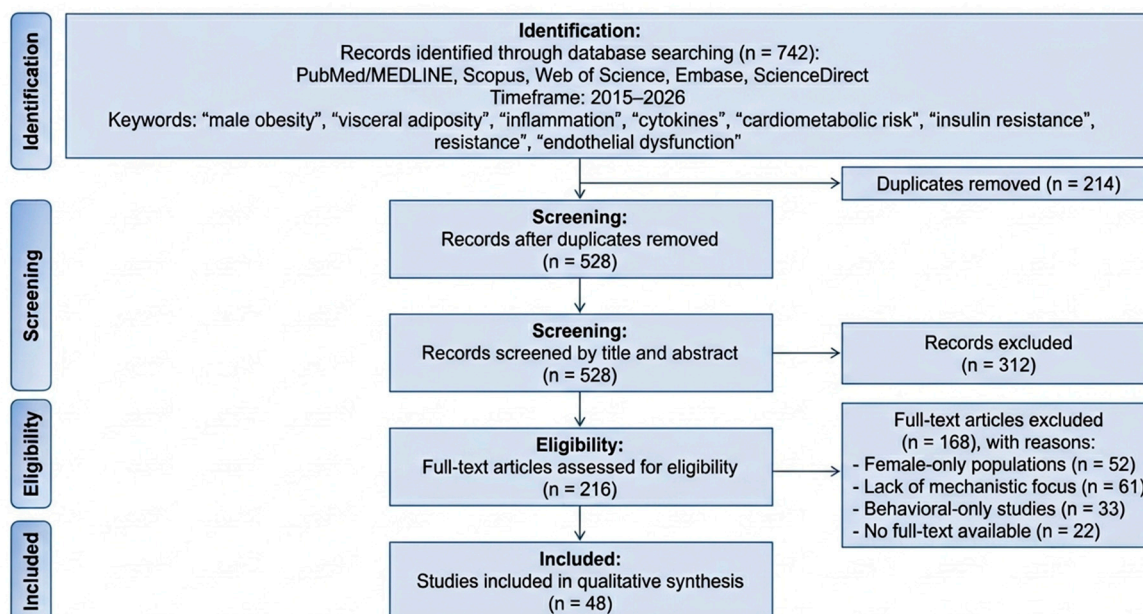 Identification
Identification:
Records identified through database searching (n = 742):
PubMed/MEDLINE, Scopus, Web of Science, Embase, ScienceDirect
Timeframe: 2015–2026
Keywords: “male obesity”, “visceral adiposity”, “inflammation”, “cytokines”, “cardiometabolic risk”, “insulin resistance”,
resistance”, “endothelial dysfunction”
Duplicates removed (n = 214)
Screening
Screening:
Records after duplicates removed
(n = 528)
Screening:
Records screened by title and abstract
(n = 528)
Records excluded
(n = 312)
Eligibility
Eligibility:
Full-text articles assessed for eligibility
(n = 216)
Full-text articles excluded
(n = 168), with reasons:
- Female-only populations (n = 52)
- Lack of mechanistic focus (n = 61)
- Behavioral-only studies (n = 33)
- No full-text available (n = 22)
Included
Included:
Studies included in qualitative synthesis
(n = 48)